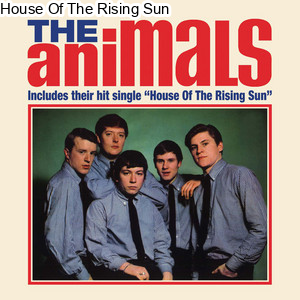 House Of The Rising Sun
THE
animals
Includes their hit single “House Of The Rising Sun”